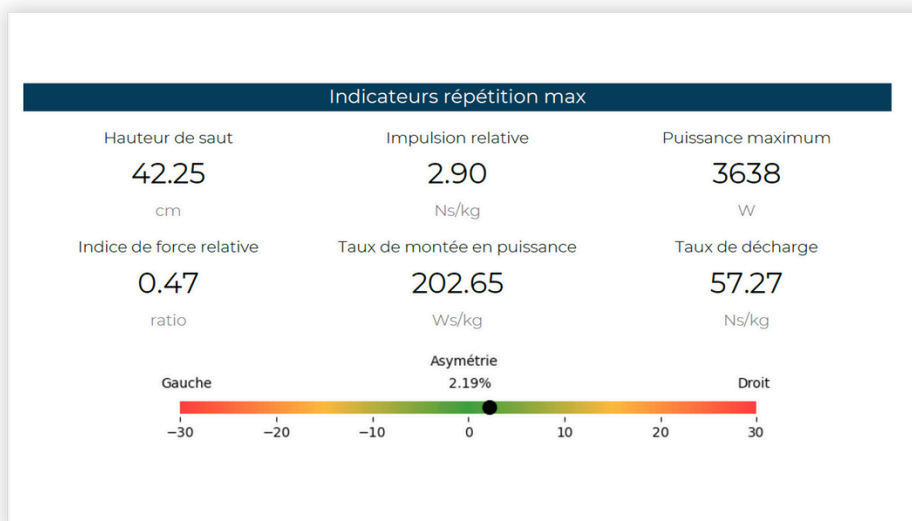 Indicateurs répétition max
Hauteur de saut Impulsion relative Puissance maximum
42.25 2.90 3638
cm Ns/kg W
Indice de force relative Taux de montée en puissance Taux de décharge
0.47 202.65 57.27
ratio Ws/kg Ns/kg
Asymétrie
Gauche 2.19% Droit
−30 −20 −10 0 10 20 30